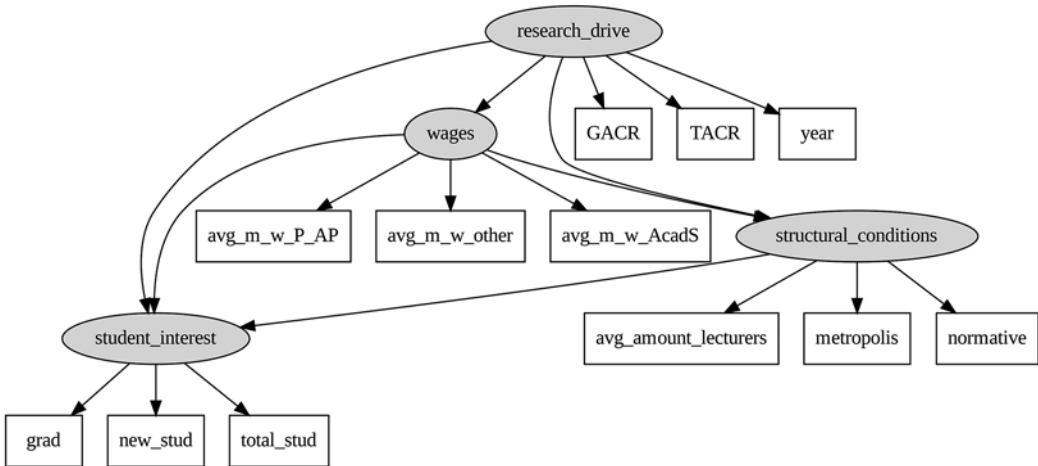 research_drive
wages
GACR
TACR
year
avg_m_w_P_AP
avg_m_w_other
avg_m_w_AcadS
structural_conditions
student_interest
avg_amount_lecturers
metropolis
normative
grad
new_stud
total_stud